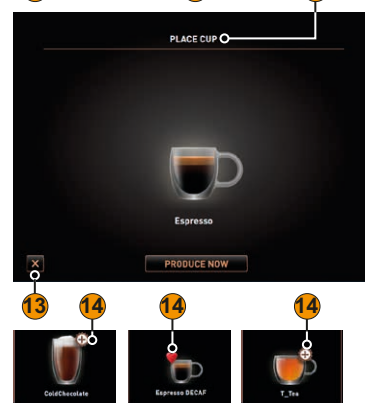 PLACE CUP
Espresso
X
PRODUCE NOW
13
14
14
14
ColdChocolate
Espresso DECAF
T_Tea